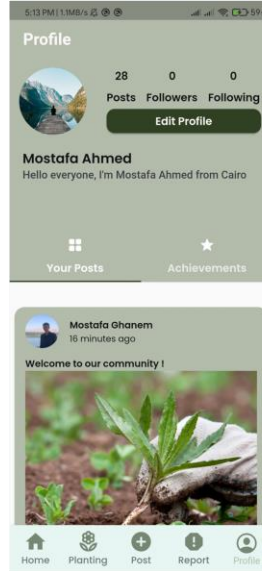 5:13 PM | 1.1MB/s
59
Profile
28 0 0
Posts Followers Following
Edit Profile
Mostafa Ahmed
Hello everyone, I'm Mostafa Ahmed from Cairo
Your Posts Achievements
Mostafa Ghanem
16 minutes ago
Welcome to our community !
Home Planting Post Report Profile